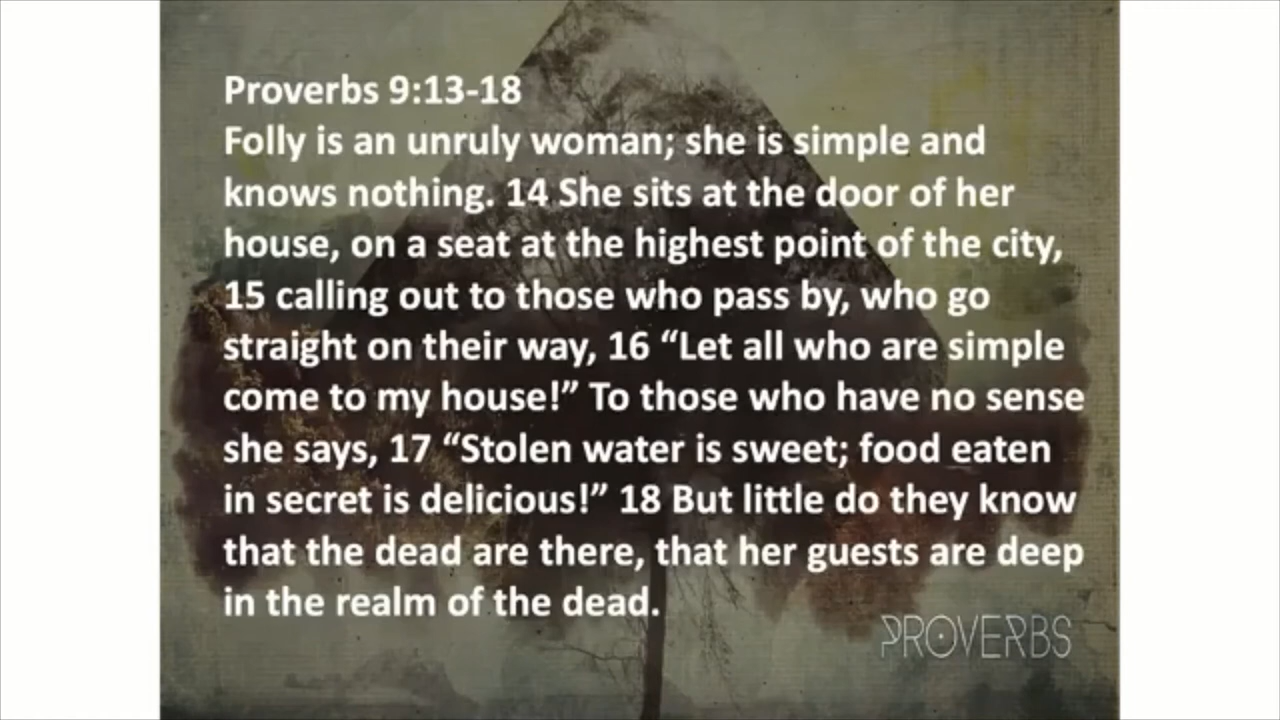 Proverbs 9:13-18
Folly is an unruly woman; she is simple and
knows nothing. 14 She sits at the door of her
house, on a seat at the highest point of the city,
15 calling out to those who pass by, who go
straight on their way, 16 “Let all who are simple
come to my house!” To those who have no sense
she says, 17 “Stolen water is sweet; food eaten
in secret is delicious!” 18 But little do they know
that the dead are there, that her guests are deep
in the realm of the dead.
PROVERBS